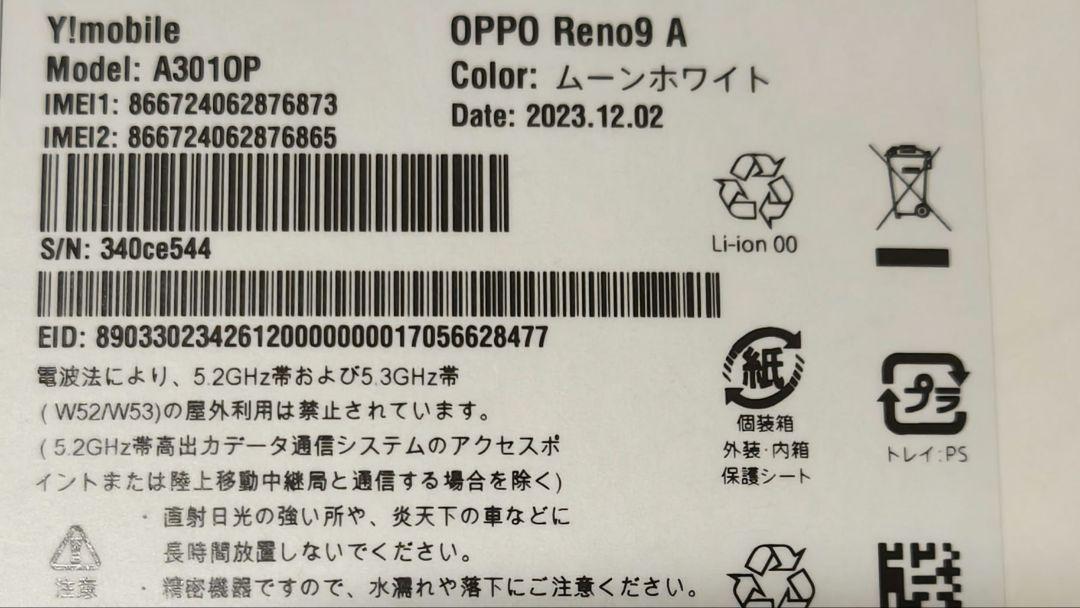 Y!mobile
OPPO Reno9 A
Model: A301OP
Color: ムーンホワイト
IMEI1: 866724062876873
Date: 2023.12.02
IMEI2: 866724062876865
Li-ion 00
S/N: 340ce544
EID: 89033023426120000000017056628477
電波法により、5.2GHz帯および5.3GHz帯
( W52/W53)の屋外利用は禁止されています。
( 5.2GHz帯高出力データ通信システムのアクセスポ
イントまたは陸上移動中継局と通信する場合を除く)
紙
個装箱
外装・内箱
保護シート
プラ
トレイ:PS
・ 直射日光の強い所や、炎天下の車などに
長時間放置しないでください。
注意
・ 精密機器ですので、水濡れや落下にご注意ください。